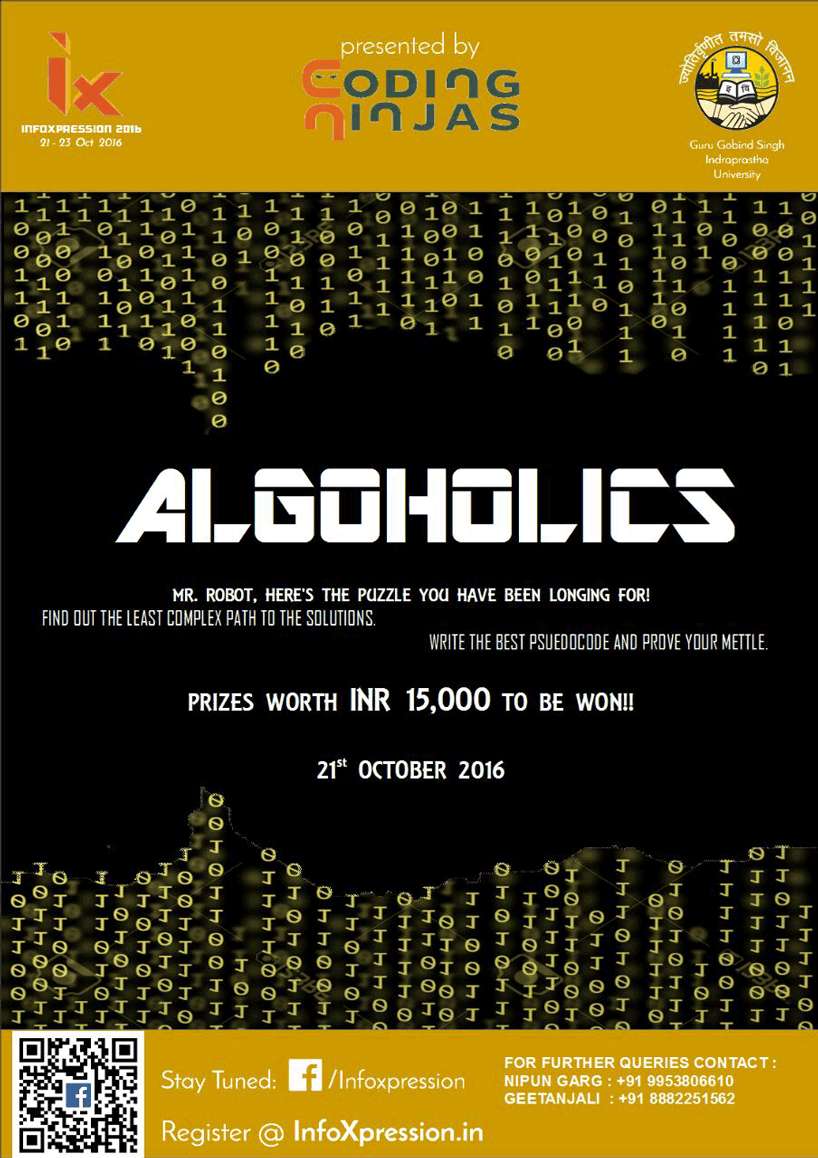 presented by
CODING
NINJAS
ix
INFOXPRESSION 2016
21 - 23 Oct 2016
ज्योतिर्वृणीत तमसो विजानन
Guru Gobind Singh
Indraprastha
University
ALGOHOLICS
MR. ROBOT, HERE'S THE PUZZLE YOU HAVE BEEN LONGING FOR!
FIND OUT THE LEAST COMPLEX PATH TO THE SOLUTIONS.
WRITE THE BEST PSUEDOCODE AND PROVE YOUR METTLE.
PRIZES WORTH INR 15,000 TO BE WON!!
21st OCTOBER 2016
Stay Tuned: f/Infoxpression
Register @ InfoXpression.in
FOR FURTHER QUERIES CONTACT :
NIPUN GARG : +91 9953806610
GEETANJALI : +91 8882251562